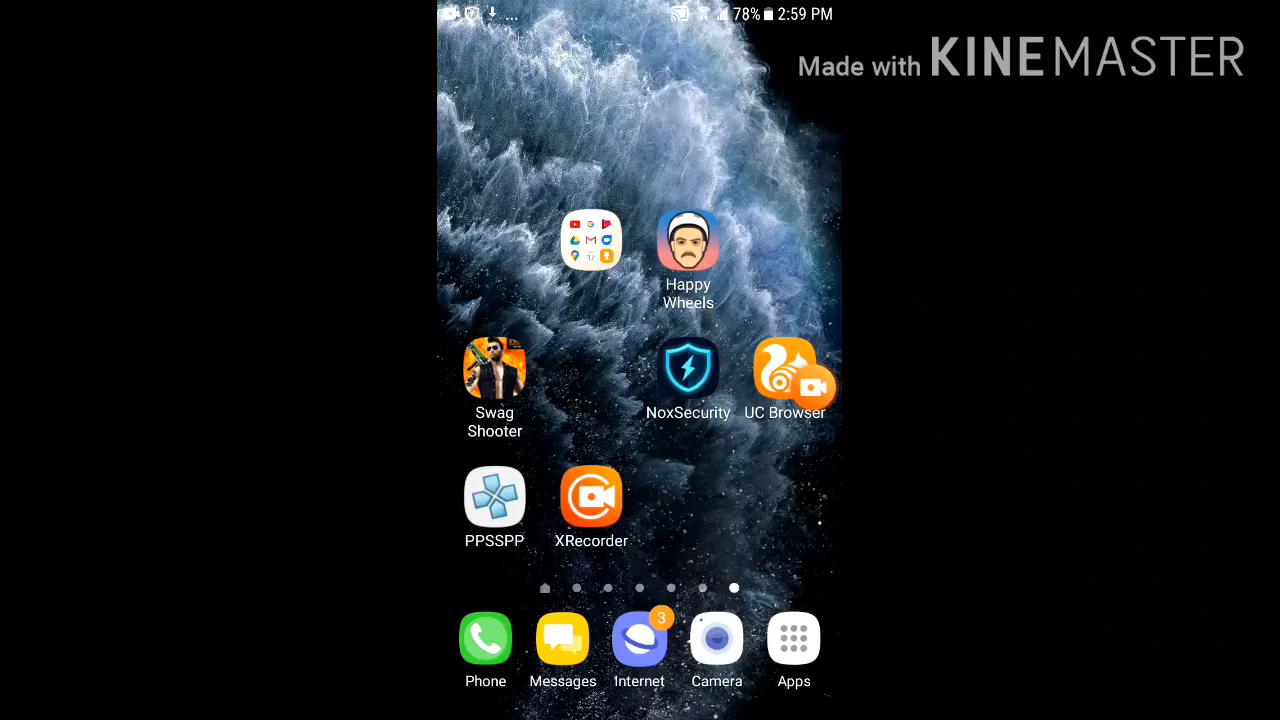 ... 78% 2:59 PM
Made with KINEMASTER
Happy
Wheels
Swag
Shooter
NoxSecurity
UC Browser
PPSSPP
XRecorder
3
Phone
Messages
Internet
Camera
Apps